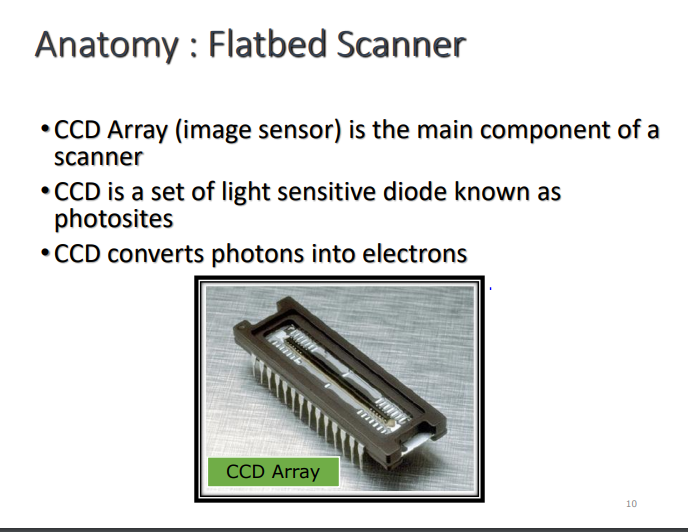 Anatomy : Flatbed Scanner
•CCD Array (image sensor) is the main component of a
scanner
•CCD is a set of light sensitive diode known as
photosites
•CCD converts photons into electrons
CCD Array
10